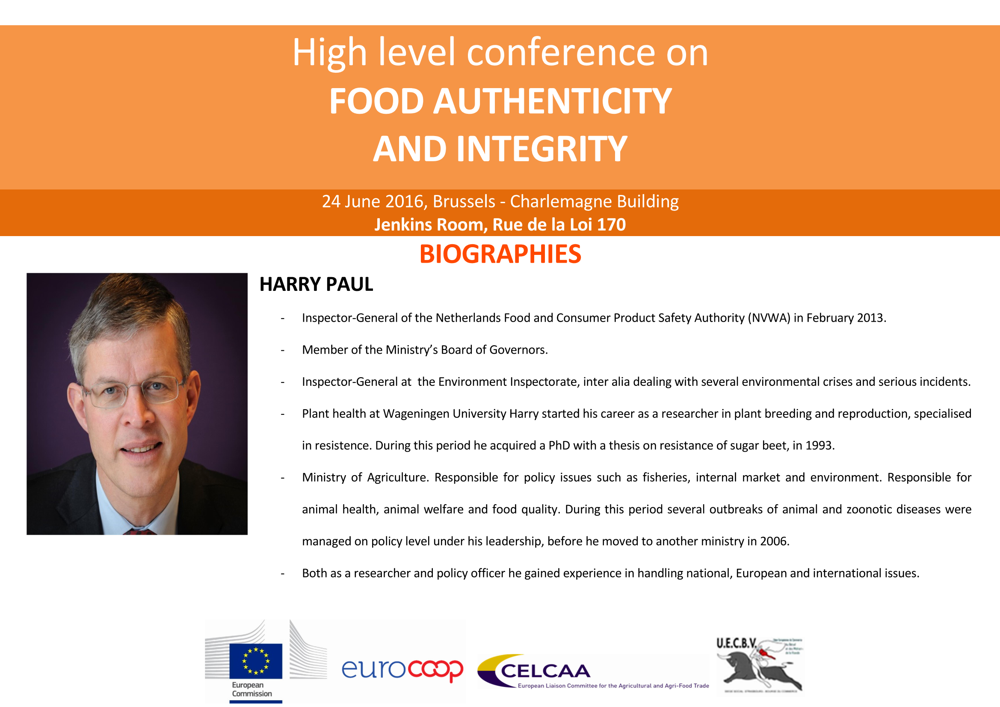 High level conference on
FOOD AUTHENTICITY
AND INTEGRITY
24 June 2016, Brussels - Charlemagne Building
Jenkins Room, Rue de la Loi 170
BIOGRAPHIES
HARRY PAUL
- Inspector-General of the Netherlands Food and Consumer Product Safety Authority (NVWA) in February 2013.
- Member of the Ministry’s Board of Governors.
- Inspector-General at  the Environment Inspectorate, inter alia dealing with several environmental crises and serious incidents.
- Plant health at Wageningen University Harry started his career as a researcher in plant breeding and reproduction, specialised
in resistence. During this period he acquired a PhD with a thesis on resistance of sugar beet, in 1993.
- Ministry of Agriculture. Responsible for policy issues such as fisheries, internal market and environment. Responsible for
animal health, animal welfare and food quality. During this period several outbreaks of animal and zoonotic diseases were
managed on policy level under his leadership, before he moved to another ministry in 2006.
- Both as a researcher and policy officer he gained experience in handling national, European and international issues.
European
Commission
eurocoop
CELCAA
European Liaison Committee for the Agricultural and Agri-Food Trade
U.E.C.B.V.